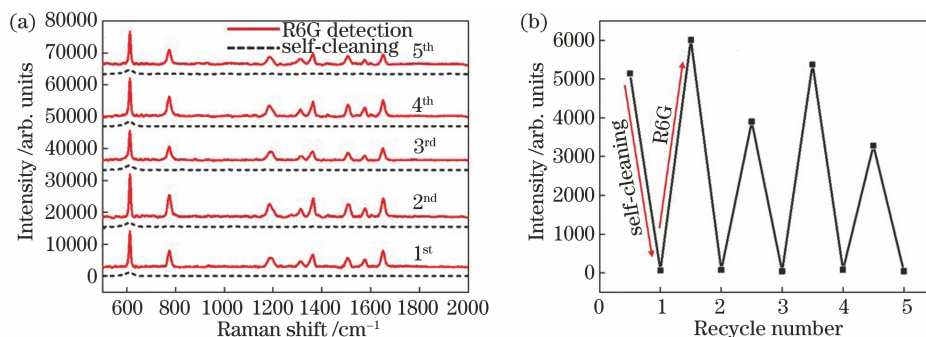 (a)
80000
70000
60000
50000
40000
30000
20000
10000
0
Intensity /arb. units
R6G detection
self-cleaning
5th
4th
3rd
2nd
1st
600 800 1200 1400 1600 1800 2000
Raman shift /cm−1
(b)
6000
5000
4000
3000
2000
1000
0
Intensity /arb. units
self-cleaning
R6G
0 1 2 3 4 5
Recycle number